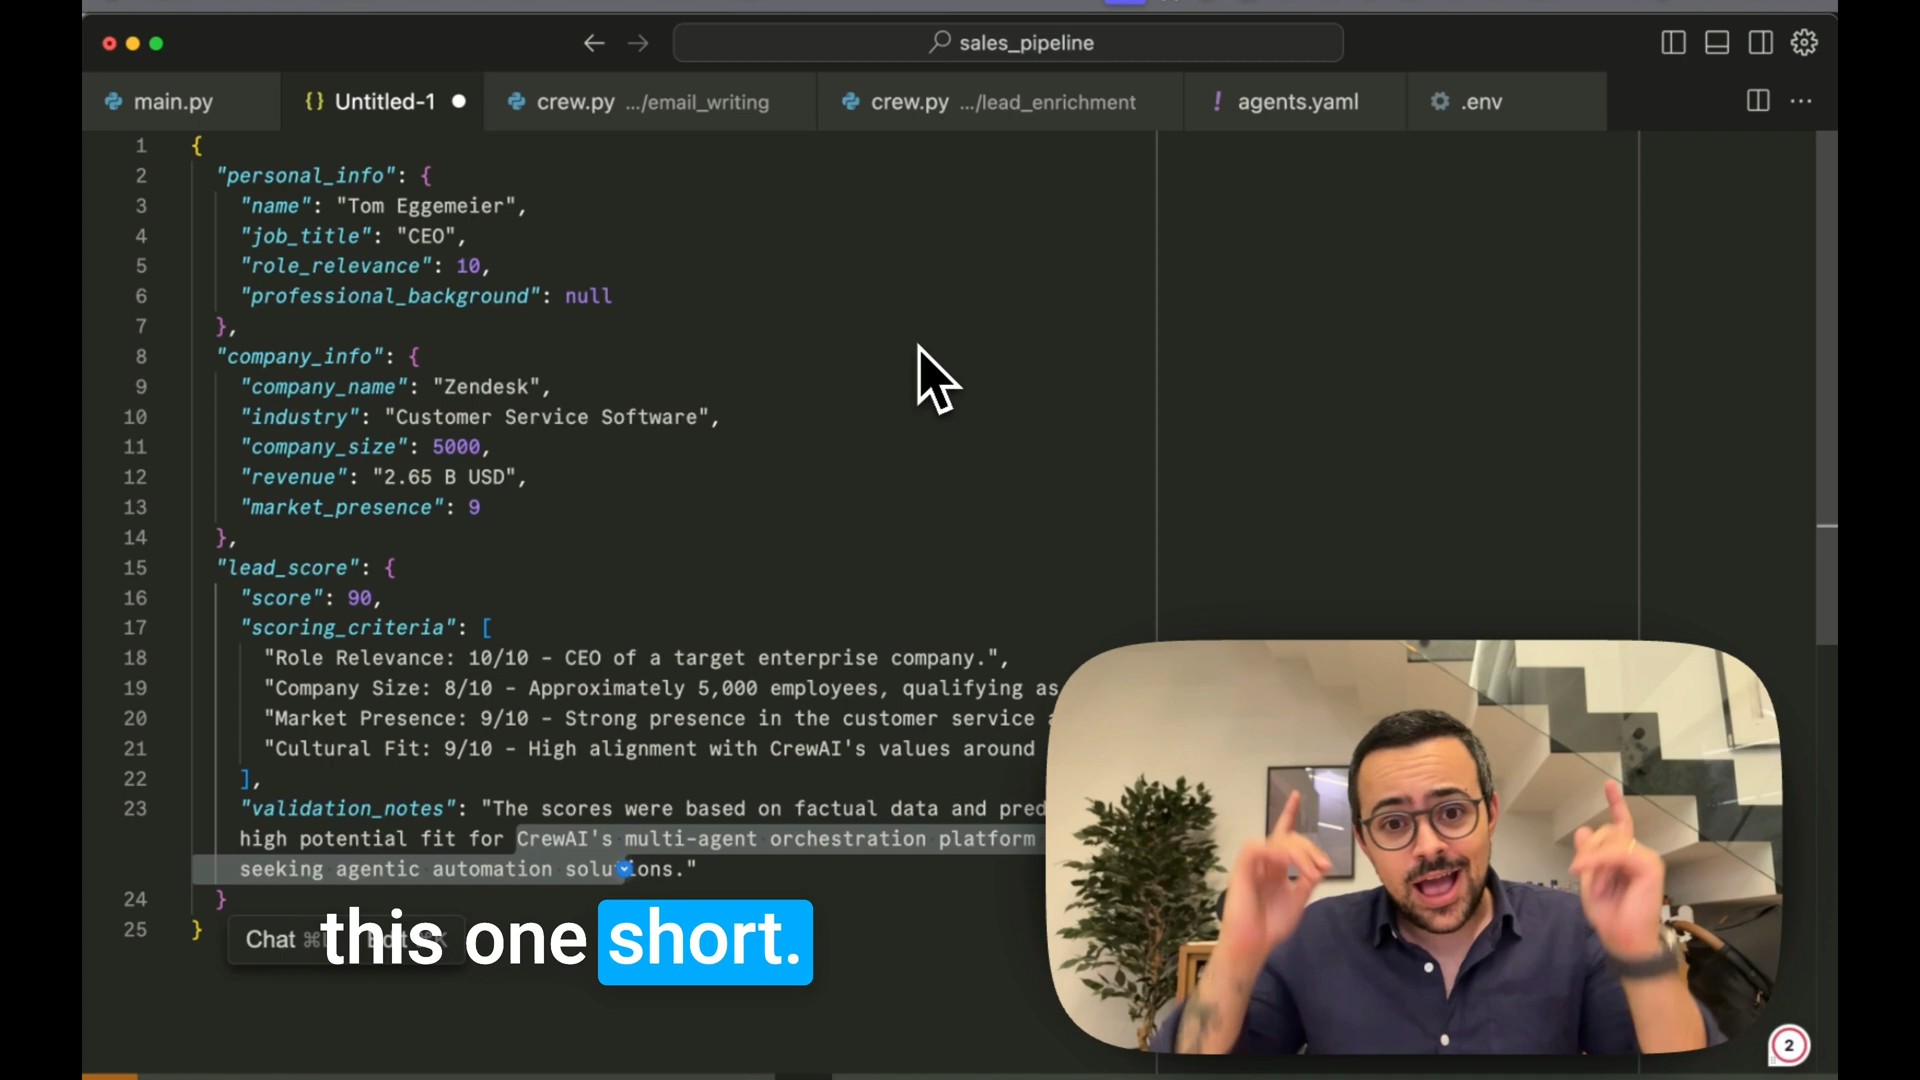 sales_pipeline
main.py
{} Untitled-1
crew.py .../email_writing
crew.py .../lead_enrichment
! agents.yaml
.env
1 {
2 "personal_info": {
3 "name": "Tom Eggemeier",
4 "job_title": "CEO",
5 "role_relevance": 10,
6 "professional_background": null
7 },
8 "company_info": {
9 "company_name": "Zendesk",
10 "industry": "Customer Service Software",
11 "company_size": 5000,
12 "revenue": "2.65 B USD",
13 "market_presence": 9
14 },
15 "lead_score": {
16 "score": 90,
17 "scoring_criteria": [
18 "Role Relevance: 10/10 - CEO of a target enterprise company.",
19 "Company Size: 8/10 - Approximately 5,000 employees, qualifying as
20 "Market Presence: 9/10 - Strong presence in the customer service
21 "Cultural Fit: 9/10 - High alignment with CrewAI's values around
22 ],
23 "validation_notes": "The scores were based on factual data and pred
high potential fit for CrewAI's multi-agent orchestration platform
seeking agentic automation solutions."
24 }
25 }
Chat
this one short.
2